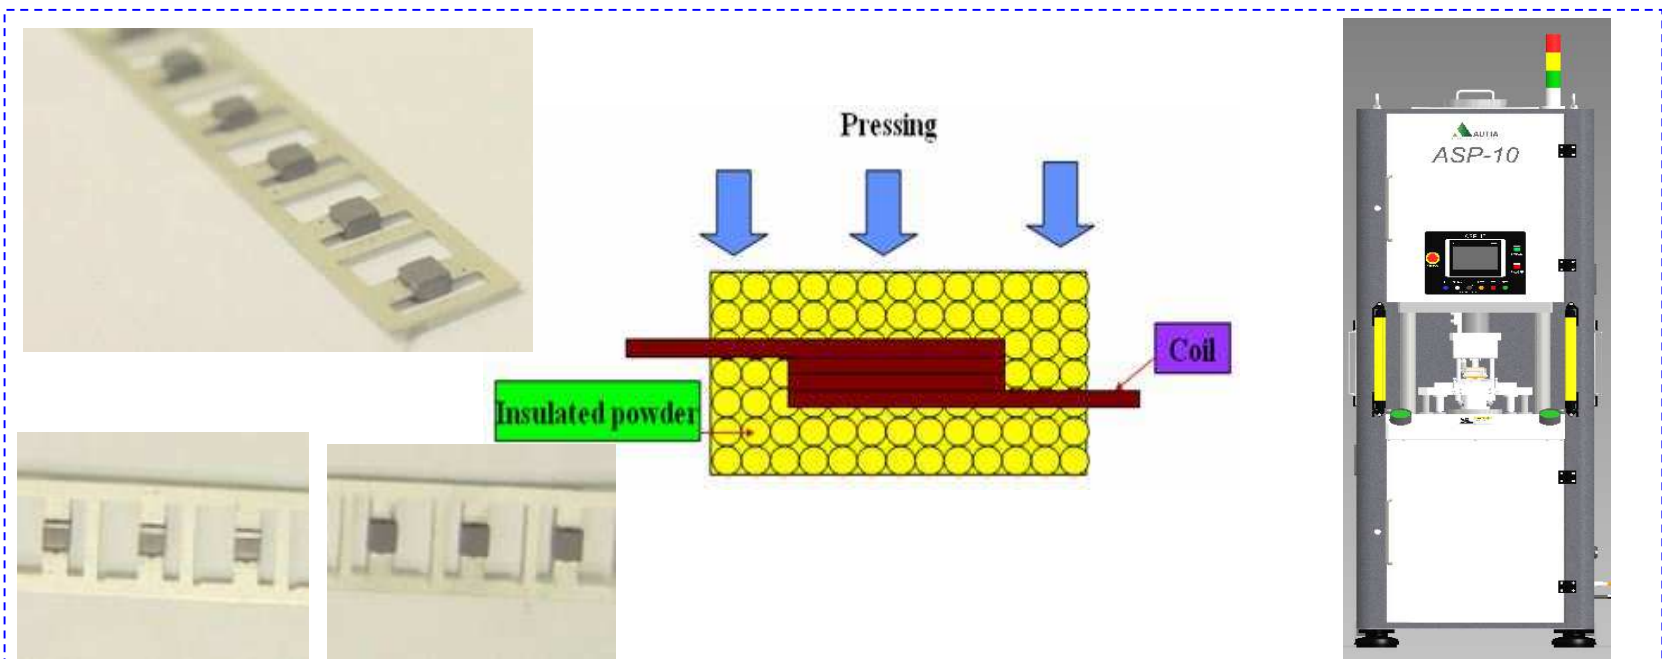 Pressing
Coil
Insulated powder
AUTIA
ASP-10